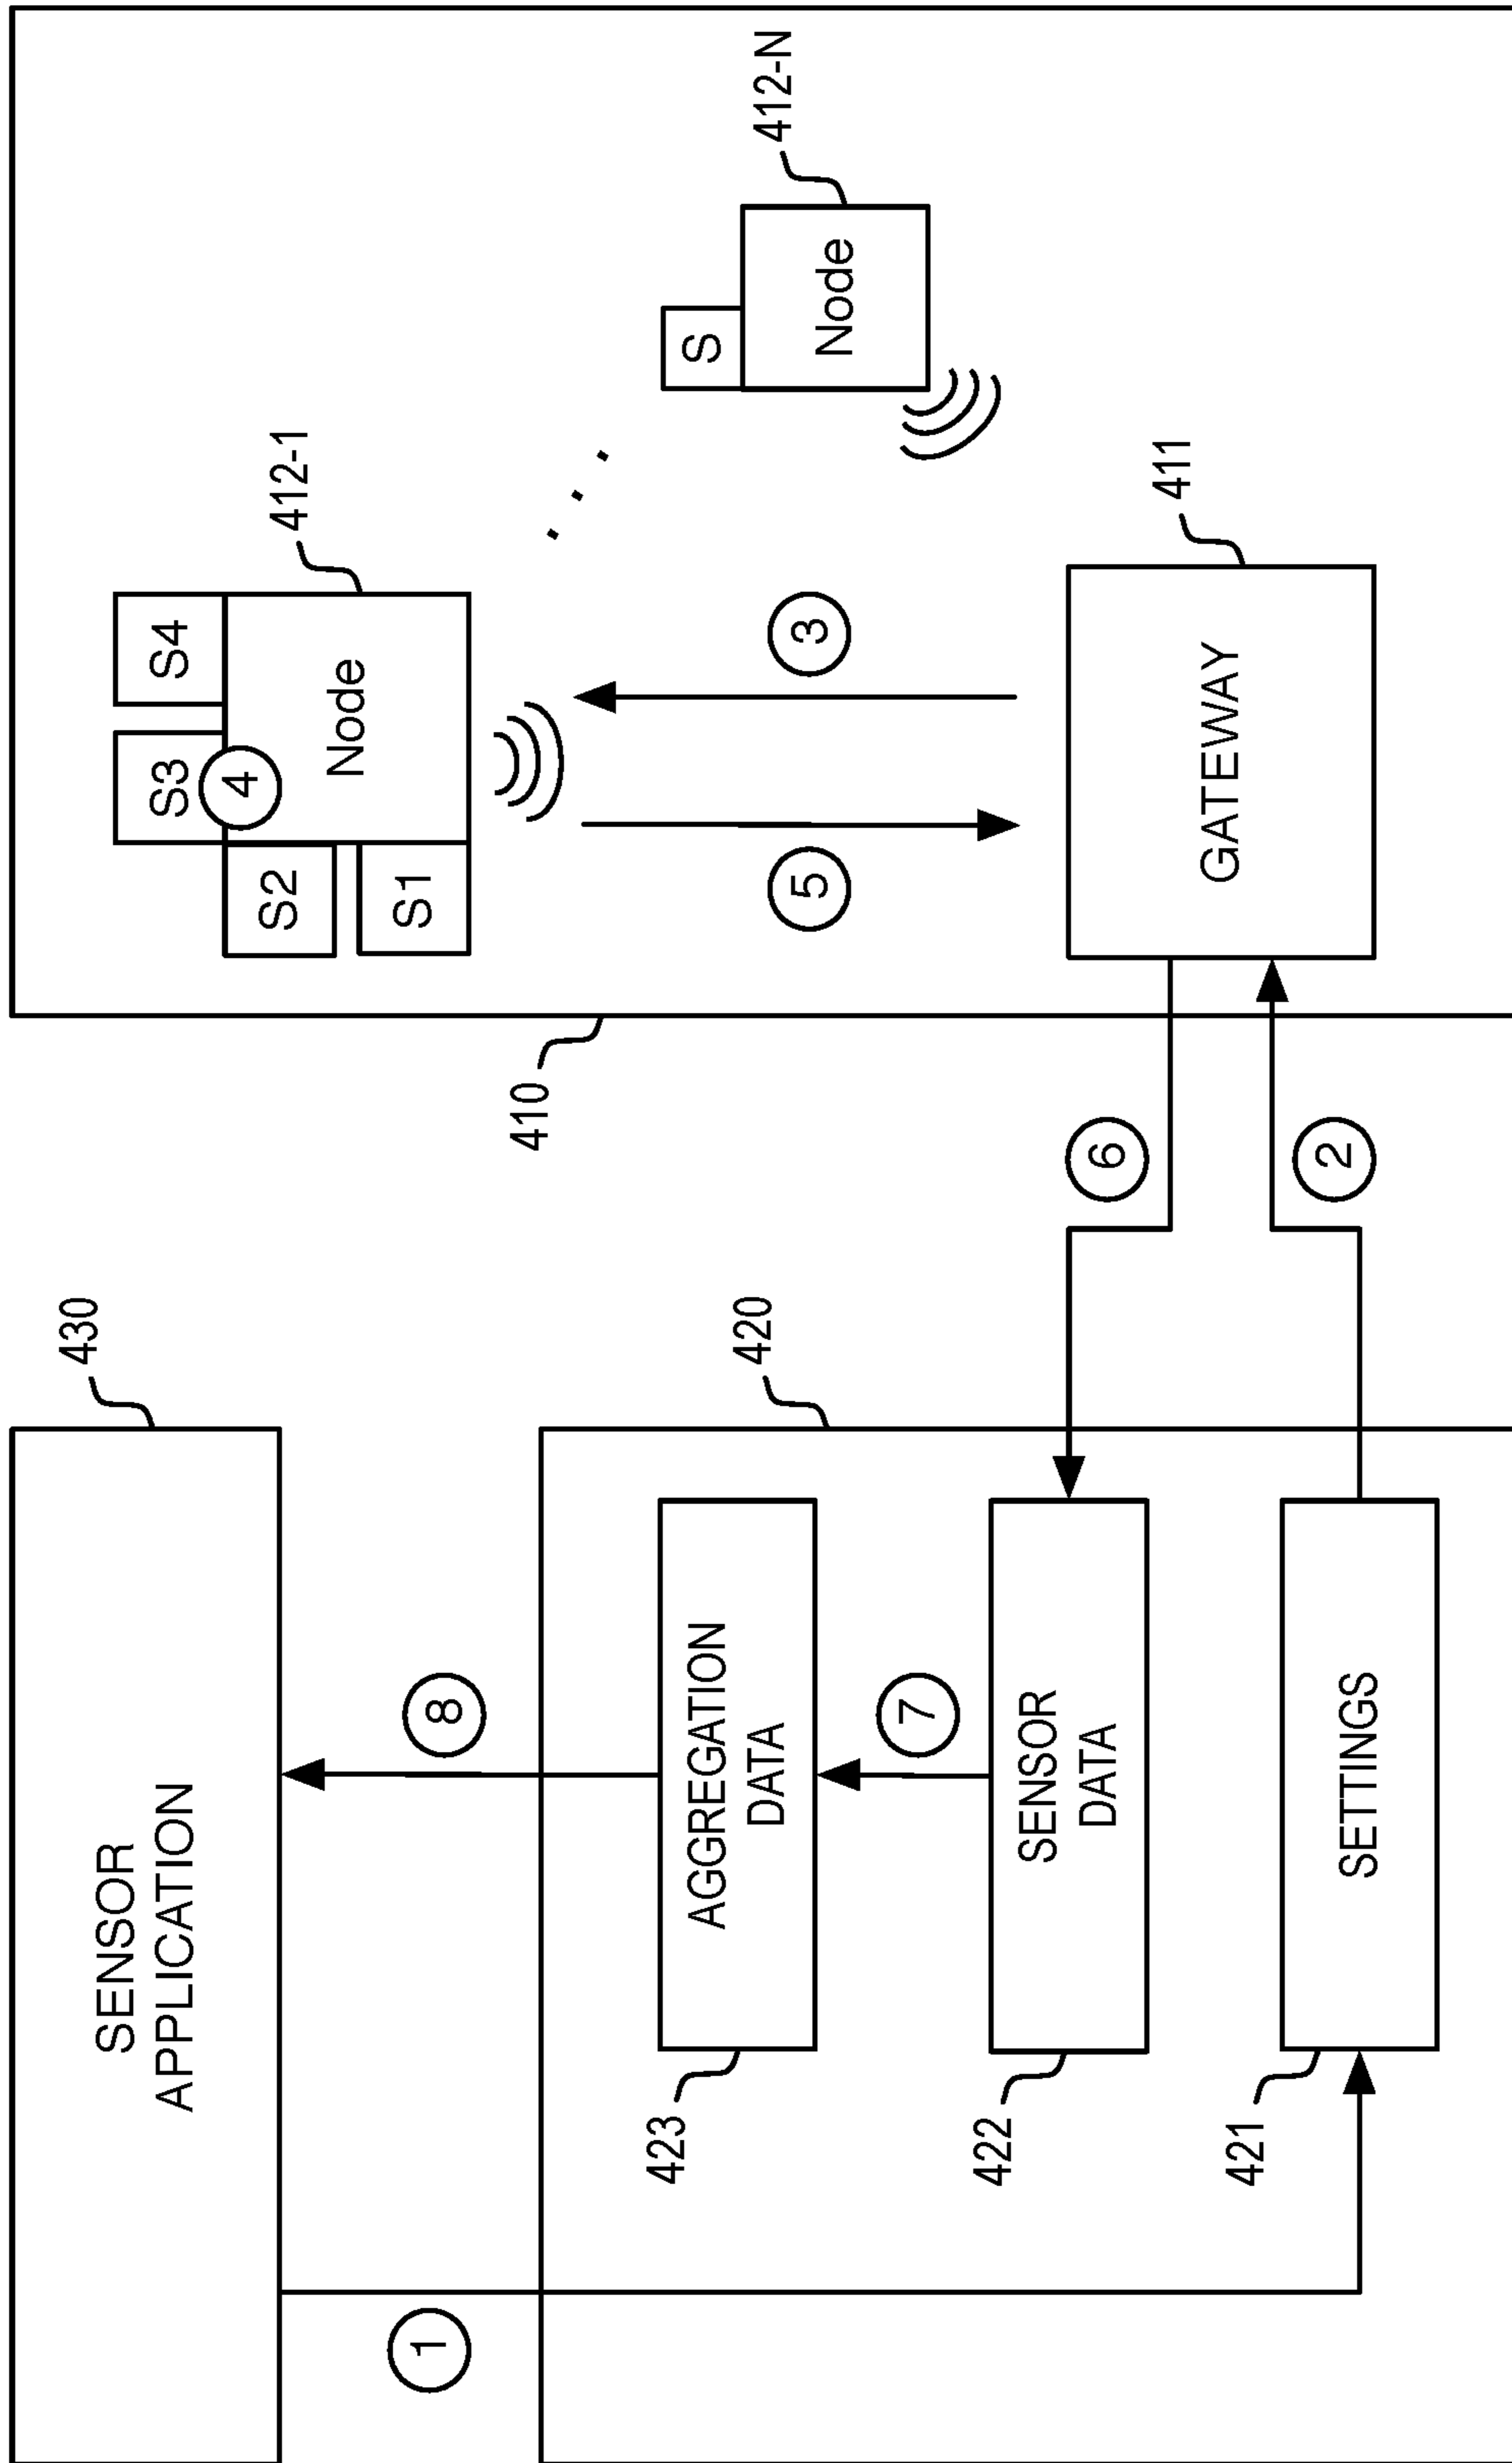 SENSOR
APPLICATION
430
1
8
420
423
AGGREGATION
DATA
7
422
SENSOR
DATA
421
SETTINGS
6
2
410
412-1
S3
S4
4
S2
S1
Node
412-N
S
Node
5
3
GATEWAY
411